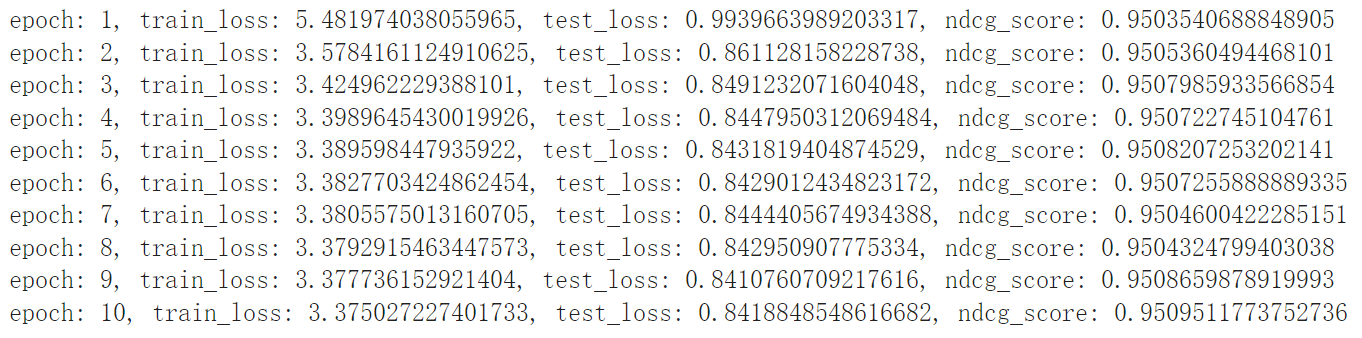 epoch: 1, train_loss: 5.481974038055965, test_loss: 0.9939663989203317, ndcg_score: 0.9503540688848905
epoch: 2, train_loss: 3.5784161124910625, test_loss: 0.861128158228738, ndcg_score: 0.9505360494468101
epoch: 3, train_loss: 3.424962229388101, test_loss: 0.8491232071604048, ndcg_score: 0.9507985933566854
epoch: 4, train_loss: 3.3989645430019926, test_loss: 0.8447950312069484, ndcg_score: 0.950722745104761
epoch: 5, train_loss: 3.389598447935922, test_loss: 0.8431819404874529, ndcg_score: 0.9508207253202141
epoch: 6, train_loss: 3.3827703424862454, test_loss: 0.8429012434823172, ndcg_score: 0.9507255888889335
epoch: 7, train_loss: 3.3805575013160705, test_loss: 0.8444405674934388, ndcg_score: 0.9504600422285151
epoch: 8, train_loss: 3.3792915463447573, test_loss: 0.842950907775334, ndcg_score: 0.9504324799403038
epoch: 9, train_loss: 3.377736152921404, test_loss: 0.8410760709217616, ndcg_score: 0.9508659878919993
epoch: 10, train_loss: 3.375027227401733, test_loss: 0.8418848548616682, ndcg_score: 0.9509511773752736